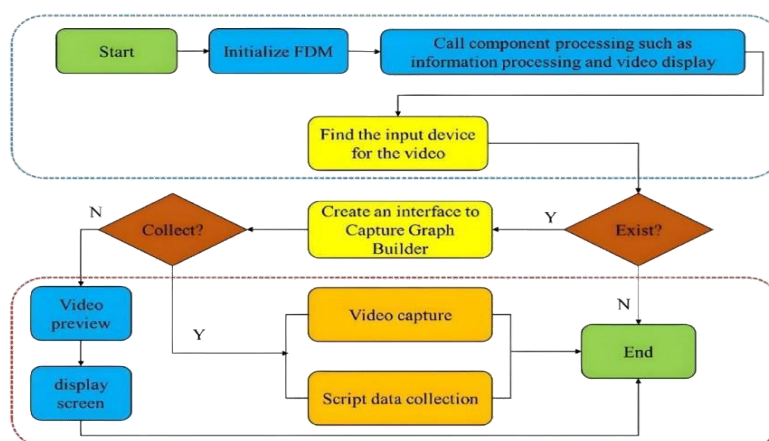 Start
Initialize FDM
Call component processing such as
information processing and video display
Find the input device
for the video
N
Collect?
Create an interface to
Capture Graph
Builder
Y
Exist?
Video
preview
Y
Video capture
N
End
display
screen
Script data collection